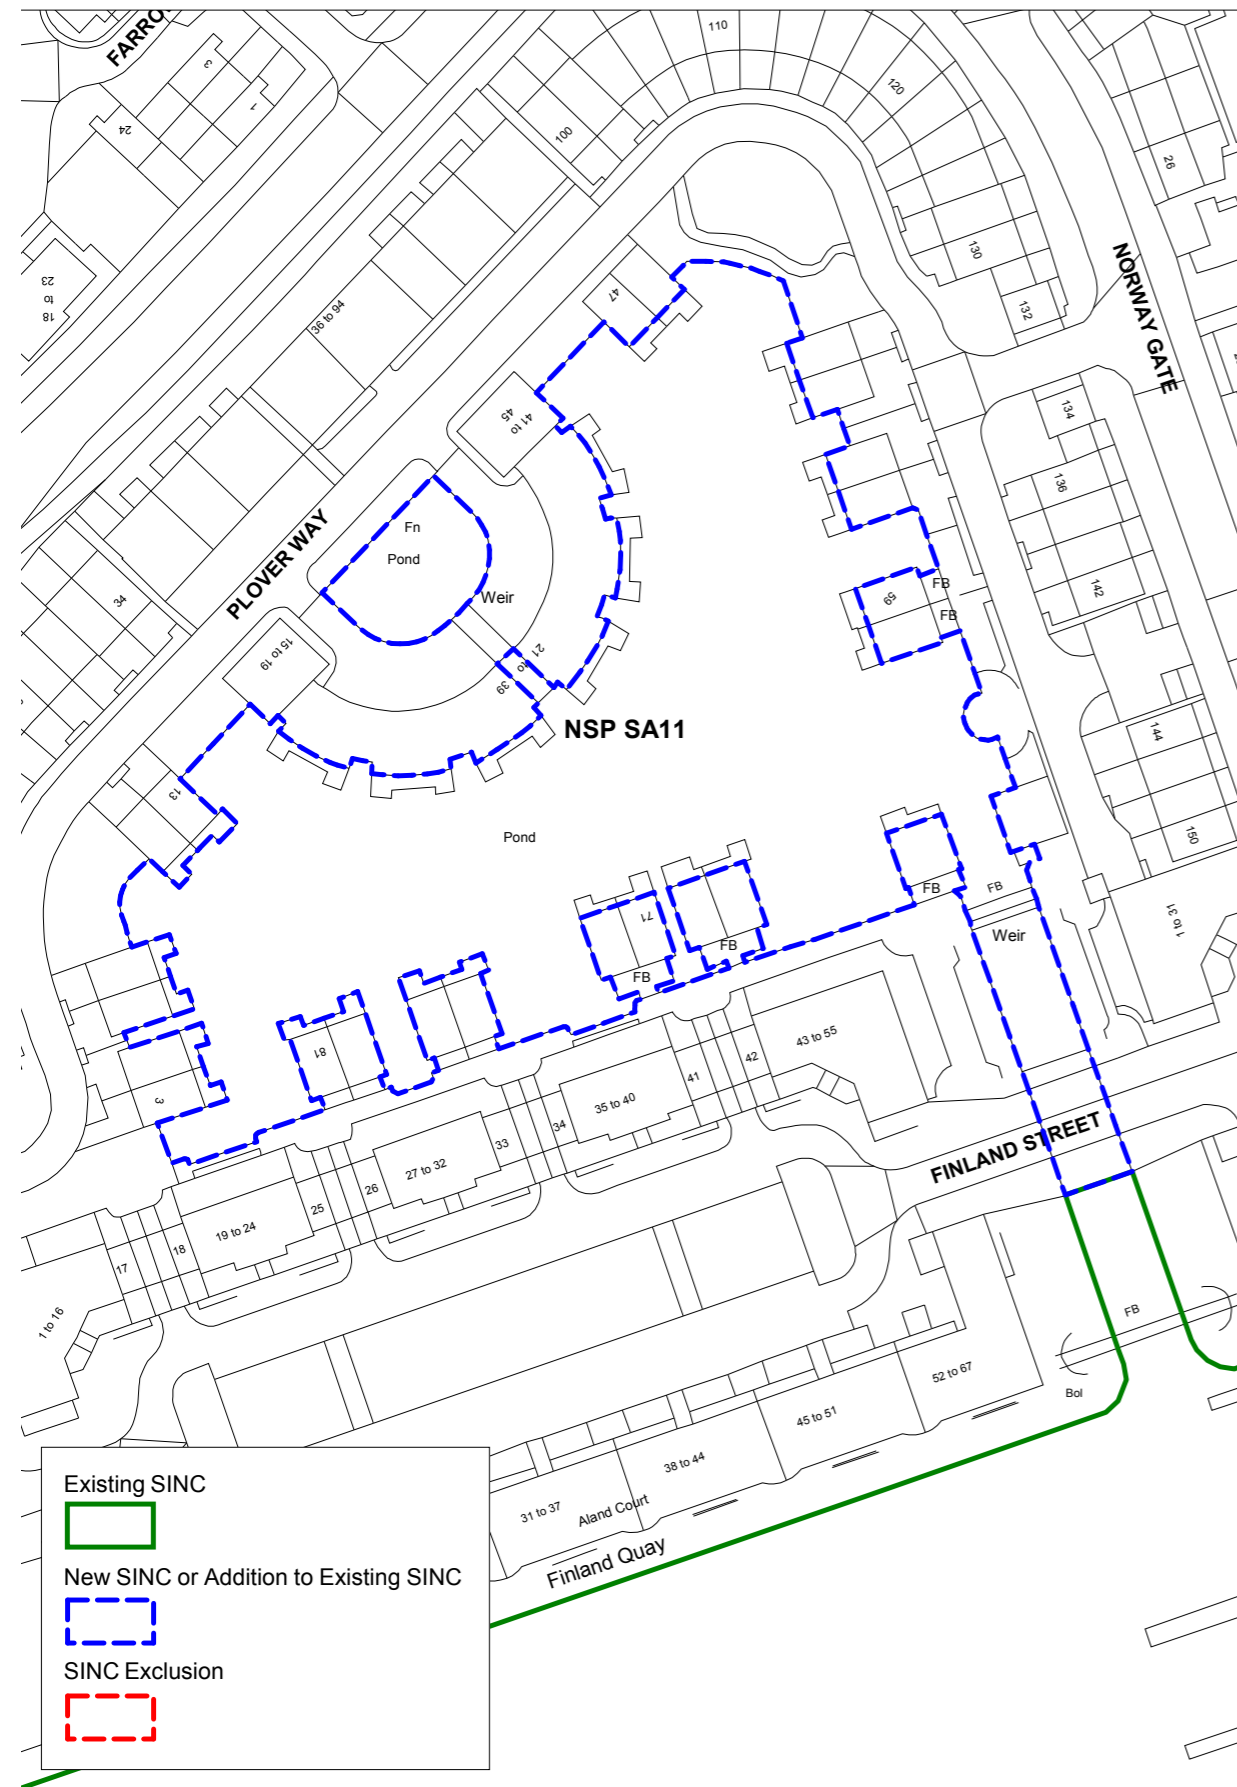 FARRO
3
1
24
110
100
120
26
23
to
18
47
130
132
NORWAY GATE
36 to 94
45
41 to
134
136
142
PLOVER WAY
Fn
Pond
Weir
FB
FB
59
34
15 to 19
21
to
39
NSP SA11
144
150
13
Pond
71
FB
FB
FB
FB
Weir
1 to 31
81
3
43 to 55
42
41
35 to 40
34
33
27 to 32
26
25
19 to 24
18
17
1 to 16
FINLAND STREET
FB
Bol
52 to 67
45 to 51
38 to 44
31 to 37
Aland Court
Finland Quay
Existing SINC
New SINC or Addition to Existing SINC
SINC Exclusion